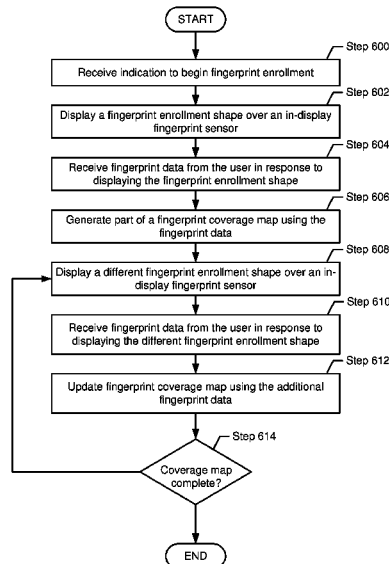 START
Step 600
Receive indication to begin fingerprint enrollment
Step 602
Display a fingerprint enrollment shape over an in-display
fingerprint sensor
Step 604
Receive fingerprint data from the user in response to
displaying the fingerprint enrollment shape
Step 606
Generate part of a fingerprint coverage map using the
fingerprint data
Step 608
Display a different fingerprint enrollment shape over an in-
display fingerprint sensor
Step 610
Receive fingerprint data from the user in response to
displaying the different fingerprint enrollment shape
Step 612
Update fingerprint coverage map using the additional
fingerprint data
Step 614
Coverage map
complete?
END